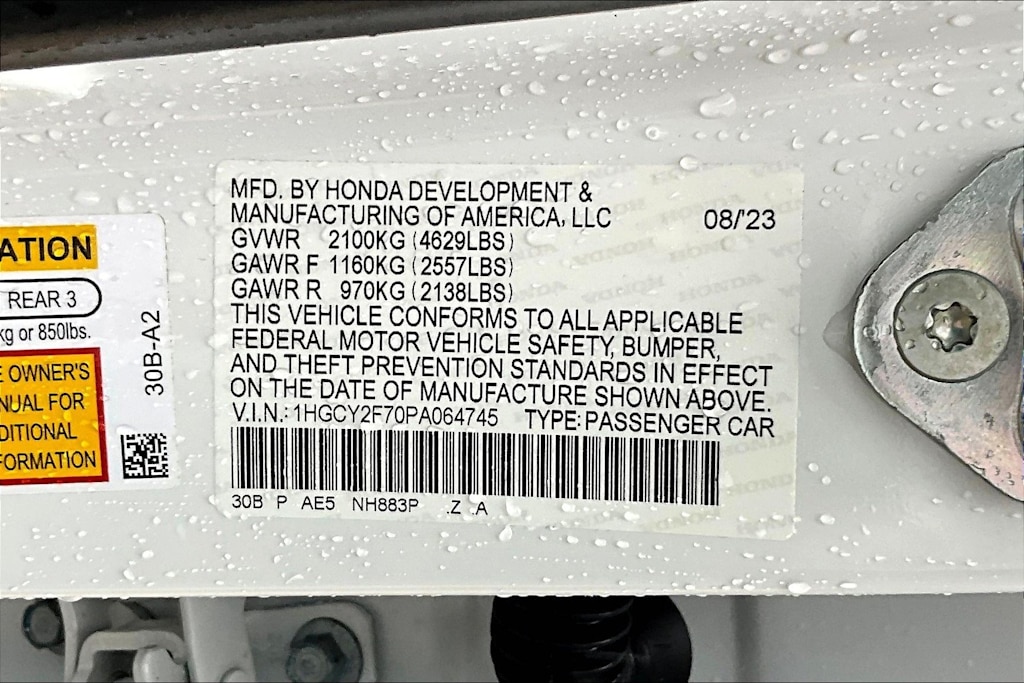 MFD. BY HONDA DEVELOPMENT &
MANUFACTURING OF AMERICA, LLC 08/'23
GVWR 2100KG (4629LBS)
GAWR F 1160KG (2557LBS)
GAWR R 970KG (2138LBS)
THIS VEHICLE CONFORMS TO ALL APPLICABLE
FEDERAL MOTOR VEHICLE SAFETY, BUMPER,
AND THEFT PREVENTION STANDARDS IN EFFECT
ON THE DATE OF MANUFACTURE SHOWN ABOVE.
V.I.N.: 1HGCY2F70PA064745 TYPE: PASSENGER CAR
30B P AE5 NH883P .Z .A
ATION
REAR 3
kg or 850lbs.
E OWNER'S
NUAL FOR
DITIONAL
FORMATION
30B-A2